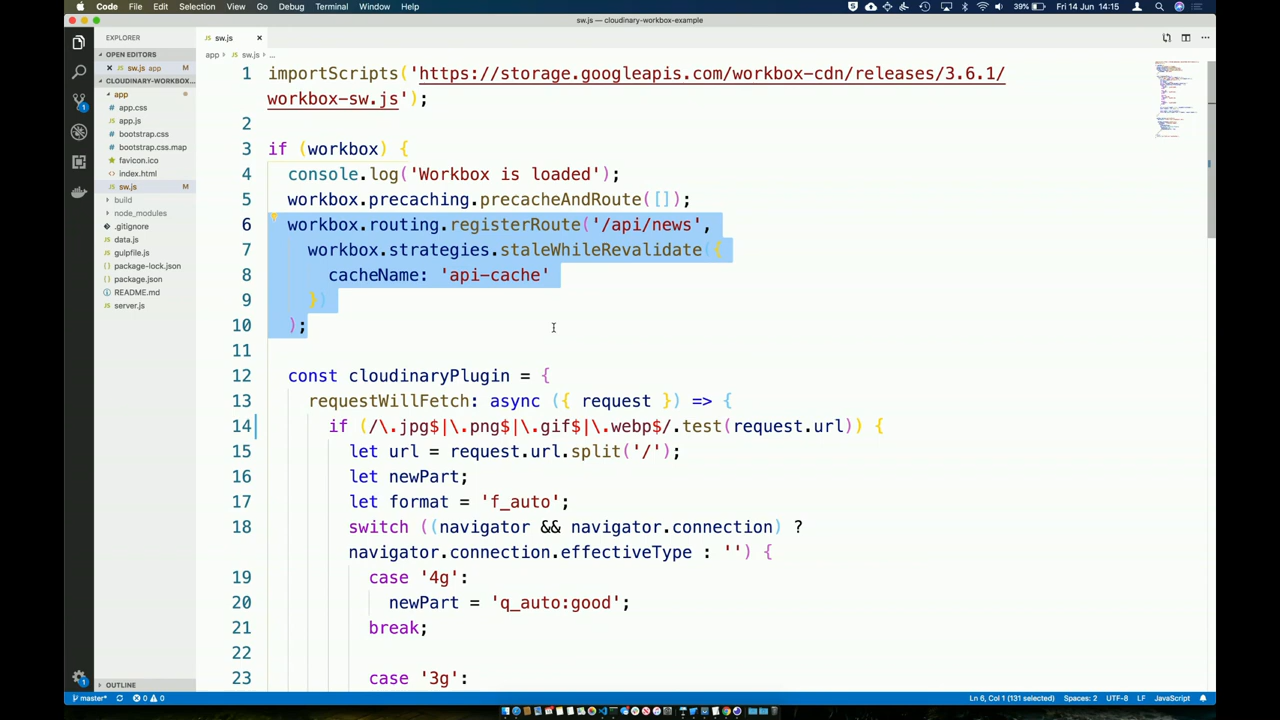 Code File Edit Selection View Go Debug Terminal Window Help
39% Fri 14 Jun 14:15
sw.js — cloudinary-workbox-example
EXPLORER
sw.js ×
OPEN EDITORS
app sw.js ...
× sw.js app M
CLOUDINARY-WORKBOX...
app
app.css
app.js
bootstrap.css
bootstrap.css.map
favicon.ico
index.html
sw.js M
build
node_modules
.gitignore
data.js
gulpfile.js
package-lock.json
package.json
README.md
server.js
OUTLINE
1 importScripts('https://storage.googleapis.com/workbox-cdn/releases/3.6.1/
workbox-sw.js');
2
3 if (workbox) {
4 console.log('Workbox is loaded');
5 workbox.precaching.precacheAndRoute([]);
6 workbox.routing.registerRoute('/api/news',
7 workbox.strategies.staleWhileRevalidate({
8 cacheName: 'api-cache'
9 })
10 );
11
12 const cloudinaryPlugin = {
13 requestWillFetch: async ({ request }) => {
14 if (/\.jpg$|\.png$|\.gif$|\.webp$/.test(request.url)) {
15 let url = request.url.split('/');
16 let newPart;
17 let format = 'f_auto';
18 switch ((navigator && navigator.connection) ?
navigator.connection.effectiveType : '') {
19 case '4g':
20 newPart = 'q_auto:good';
21 break;
22
23 case '3g':
master* 0 0
Ln 6, Col 1 (131 selected) Spaces: 2 UTF-8 LF JavaScript